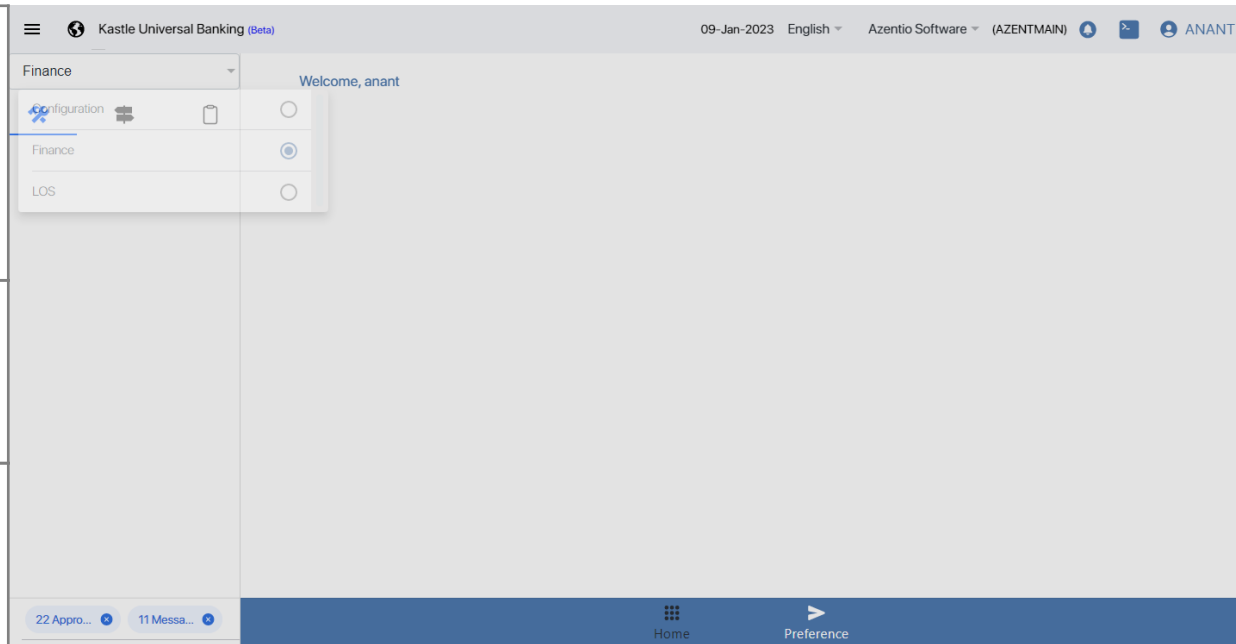 Kastle Universal Banking (Beta)
09-Jan-2023 English Azentio Software (AZENTMAIN) ANANT
Finance
Welcome, anant
Configuration
Finance
LOS
22 Appro... 11 Messa...
Home Preference